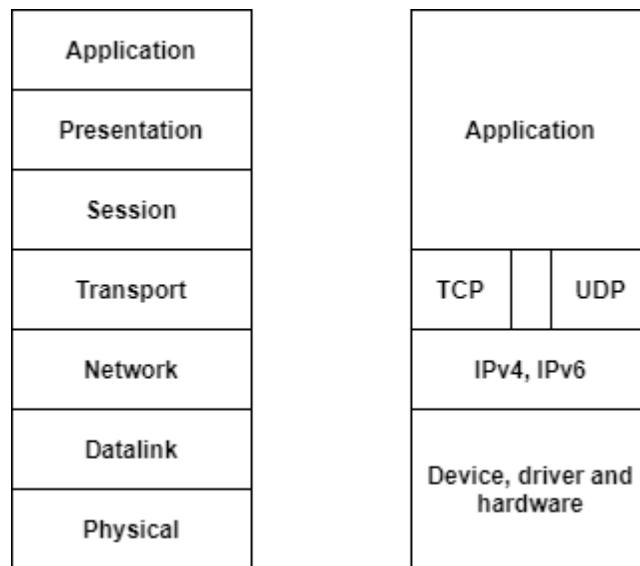 Application
Presentation
Session
Transport
Network
Datalink
Physical
Application
TCP
UDP
IPv4, IPv6
Device, driver and
hardware